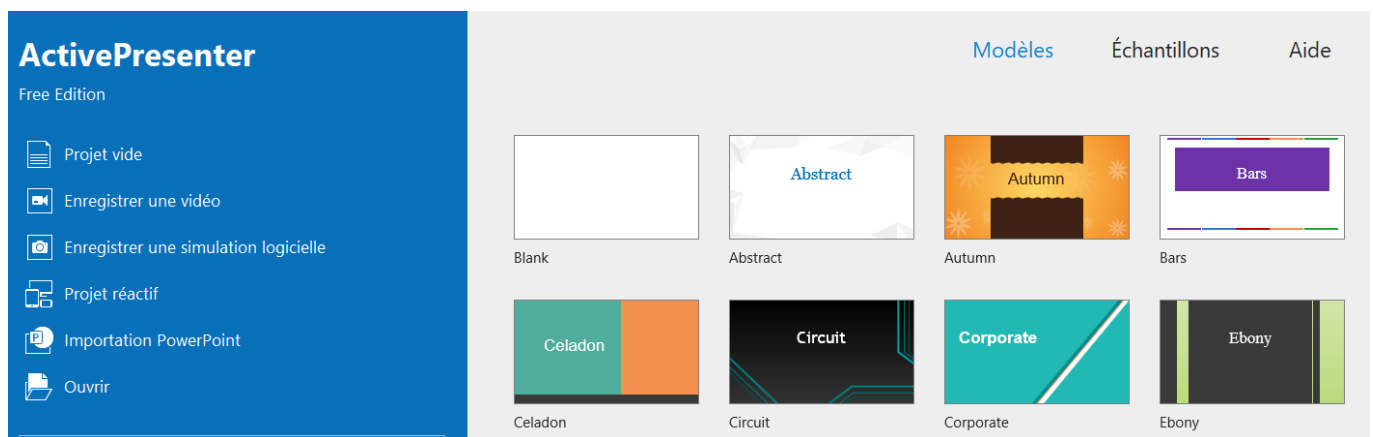 ActivePresenter
Free Edition
Projet vide
Enregistrer une vidéo
Enregistrer une simulation logicielle
Projet réactif
Importation PowerPoint
Ouvrir
Modèles Échantillons Aide
Abstract Autumn Bars
Blank Abstract Autumn Bars
Celadon Circuit Corporate Ebony
Celadon Circuit Corporate Ebony